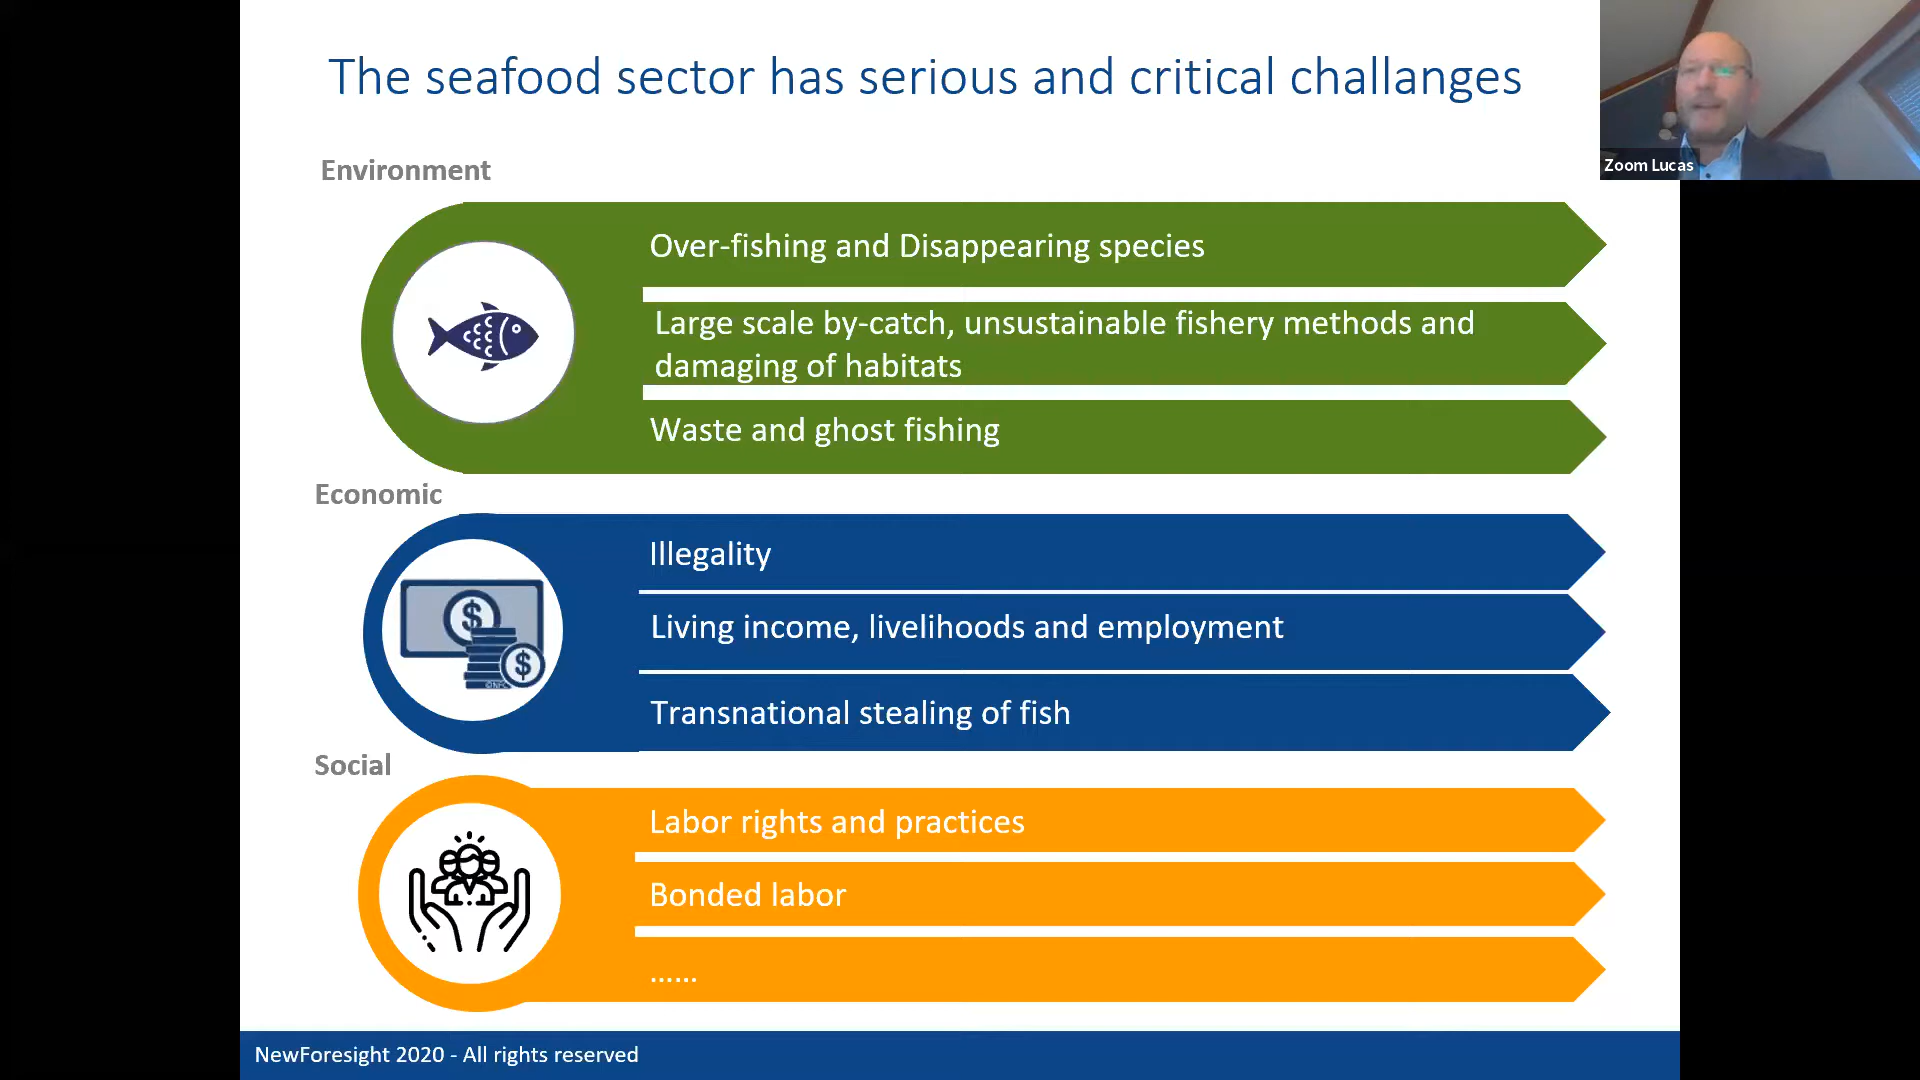 The seafood sector has serious and critical challanges
Zoom Lucas
Environment
Over-fishing and Disappearing species
Large scale by-catch, unsustainable fishery methods and
damaging of habitats
Waste and ghost fishing
Economic
Illegality
Living income, livelihoods and employment
Transnational stealing of fish
$
$
Social
Labor rights and practices
Bonded labor
......
NewForesight 2020 - All rights reserved